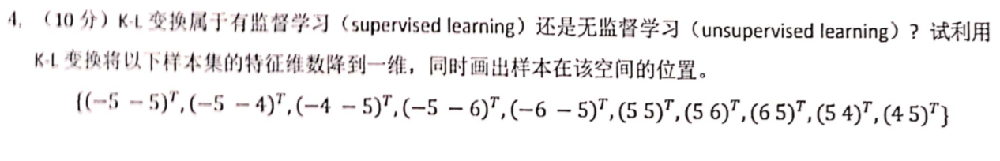 4. （10 分）K-L 变换属于有监督学习（supervised learning）还是无监督学习（unsupervised learning）？试利用
K-L 变换将以下样本集的特征维数降到一维，同时画出样本在该空间的位置。
{(−5 − 5)ᵀ, (−5 − 4)ᵀ, (−4 − 5)ᵀ, (−5 − 6)ᵀ, (−6 − 5)ᵀ, (5 5)ᵀ, (5 6)ᵀ, (6 5)ᵀ, (5 4)ᵀ, (4 5)ᵀ}